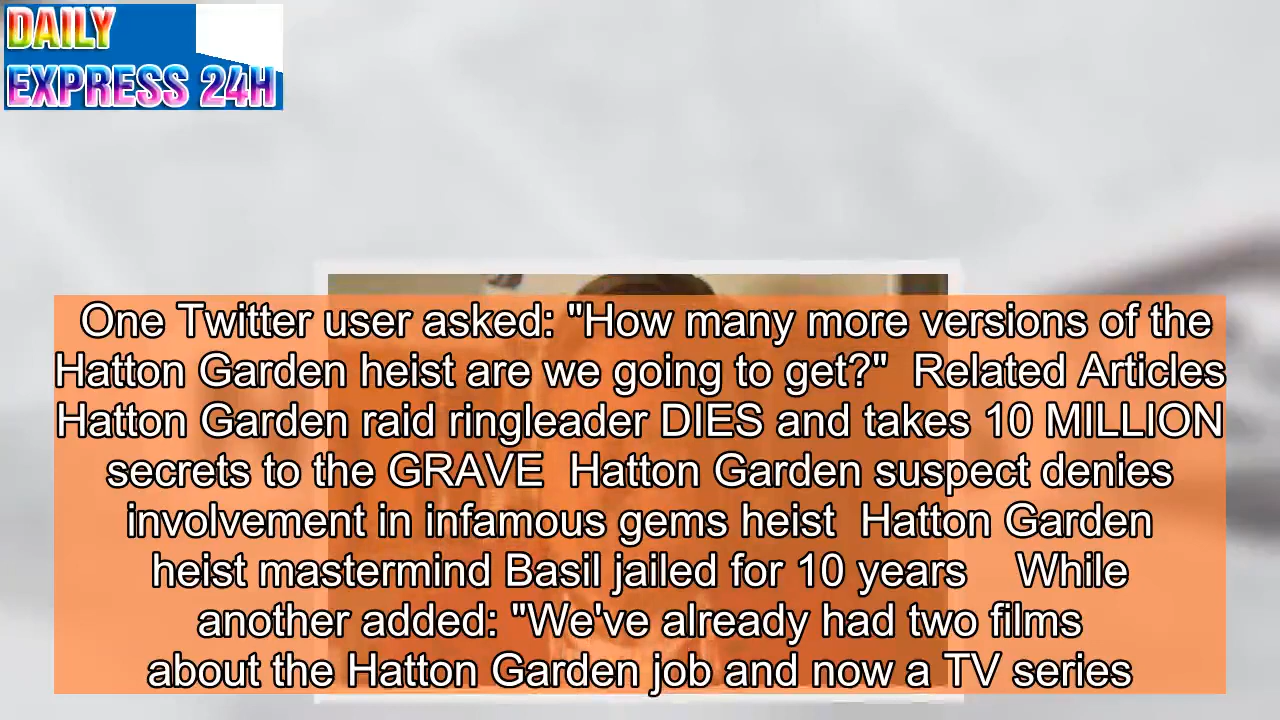 DAILY
EXPRESS 24H
One Twitter user asked: "How many more versions of the
Hatton Garden heist are we going to get?"  Related Articles
Hatton Garden raid ringleader DIES and takes 10 MILLION
secrets to the GRAVE  Hatton Garden suspect denies
involvement in infamous gems heist  Hatton Garden
heist mastermind Basil jailed for 10 years    While
another added: "We've already had two films
about the Hatton Garden job and now a TV series